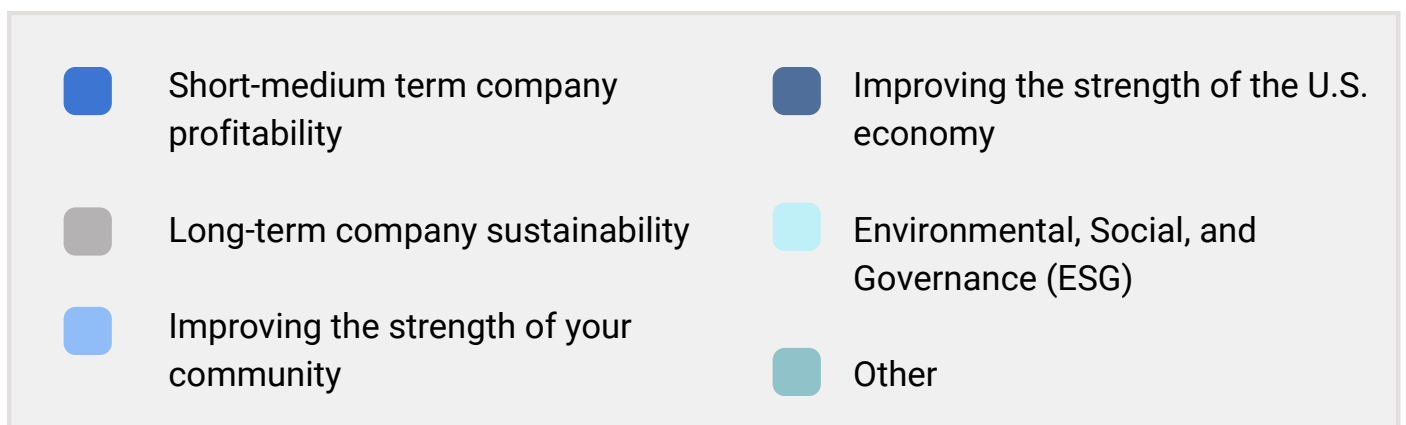 Short-medium term company
profitability
Long-term company sustainability
Improving the strength of your
community
Improving the strength of the U.S.
economy
Environmental, Social, and
Governance (ESG)
Other